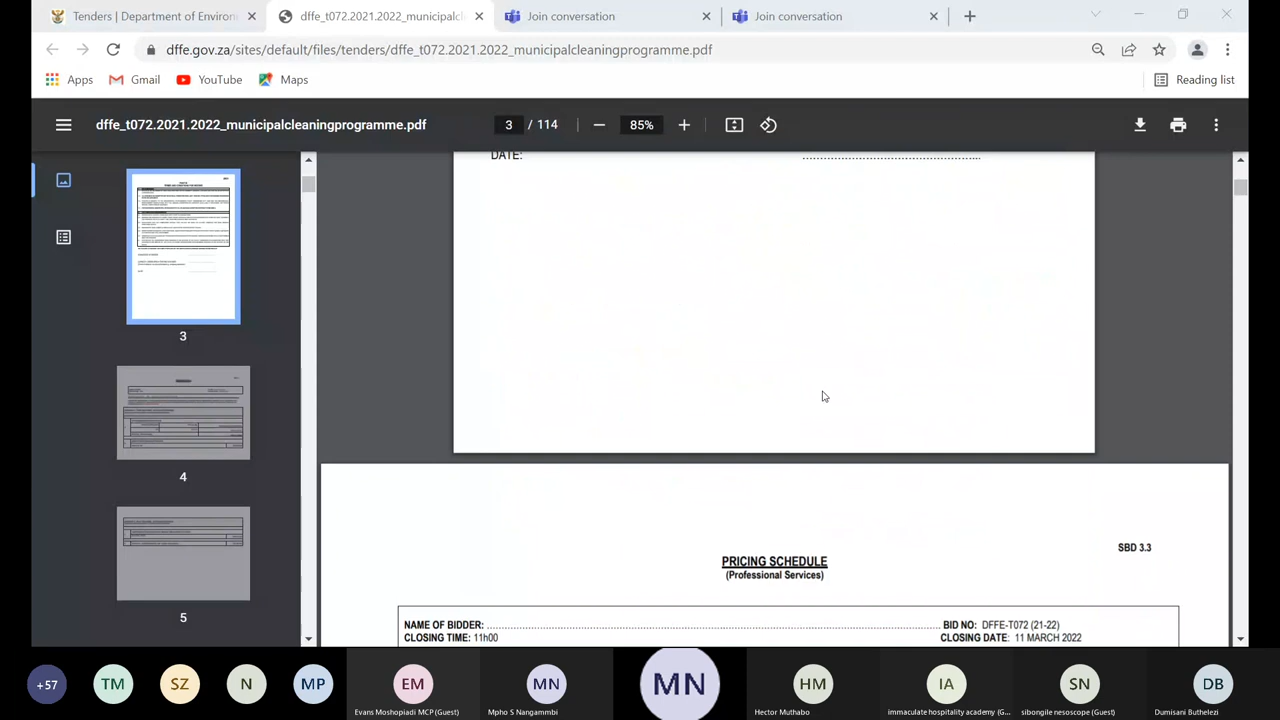 Tenders | Department of Environ
dffe_t072.2021.2022_municipalcl
Join conversation
Join conversation
dffe.gov.za/sites/default/files/tenders/dffe_t072.2021.2022_municipalcleaningprogramme.pdf
Apps
Gmail
YouTube
Maps
Reading list
dffe_t072.2021.2022_municipalcleaningprogramme.pdf
3 / 114
85%
DATE: ................................................
3
4
5
SBD 3.3
PRICING SCHEDULE
(Professional Services)
NAME OF BIDDER: ................................................ BID NO: DFFE-T072 (21-22)
CLOSING TIME: 11h00 CLOSING DATE: 11 MARCH 2022
+57
TM
SZ
N
MP
EM
MN
MN
HM
IA
SN
DB
Evans Moshopiadi MCP (Guest)
Mpho S Nangammbi
Hector Muthabo
immaculate hospitality academy (G...
sibongile nesoscope (Guest)
Dumisani Buthelezi